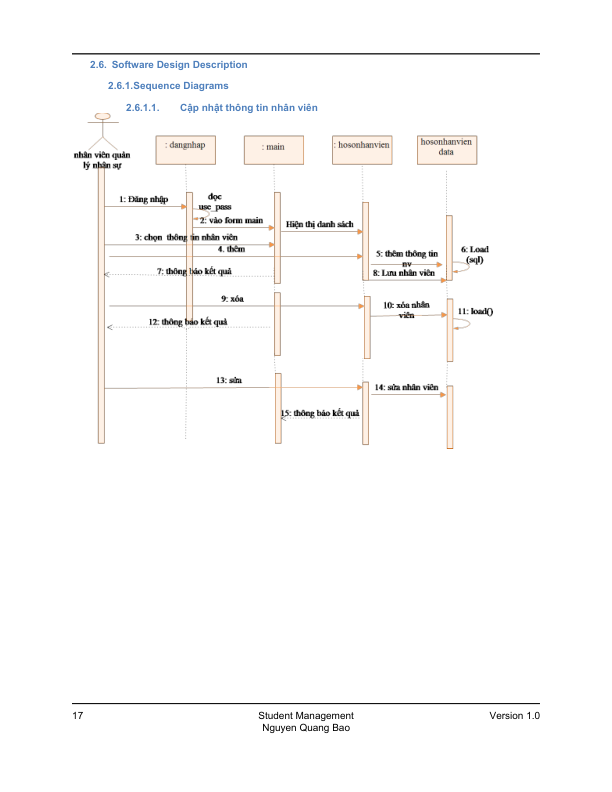 2.6. Software Design Description
2.6.1.Sequence Diagrams
2.6.1.1. Cập nhật thông tin nhân viên
nhân viên quản
lý nhân sự
: dangnhap
: main
: hosonhanvien
hosonhanvien
data
1: Đăng nhập
đọc
use_pass
2: vào form main
Hiện thị danh sách
3: chọn thông tin nhân viên
4. thêm
5: thêm thông tin
nv
6: Load
(sql)
7: thông báo kết quả
8: Lưu nhân viên
9: xóa
10: xóa nhân
viên
11: load()
12: thông báo kết quả
13: sửa
14: sửa nhân viên
15: thông báo kết quả
17
Student Management
Version 1.0
Nguyen Quang Bao